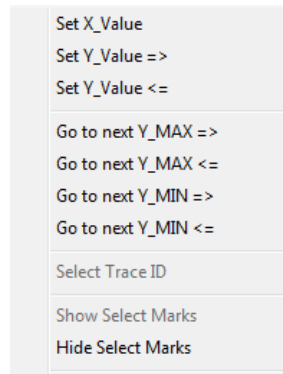 Set X_Value
Set Y_Value =>
Set Y_Value <=
Go to next Y_MAX =>
Go to next Y_MAX <=
Go to next Y_MIN =>
Go to next Y_MIN <=
Select Trace ID
Show Select Marks
Hide Select Marks